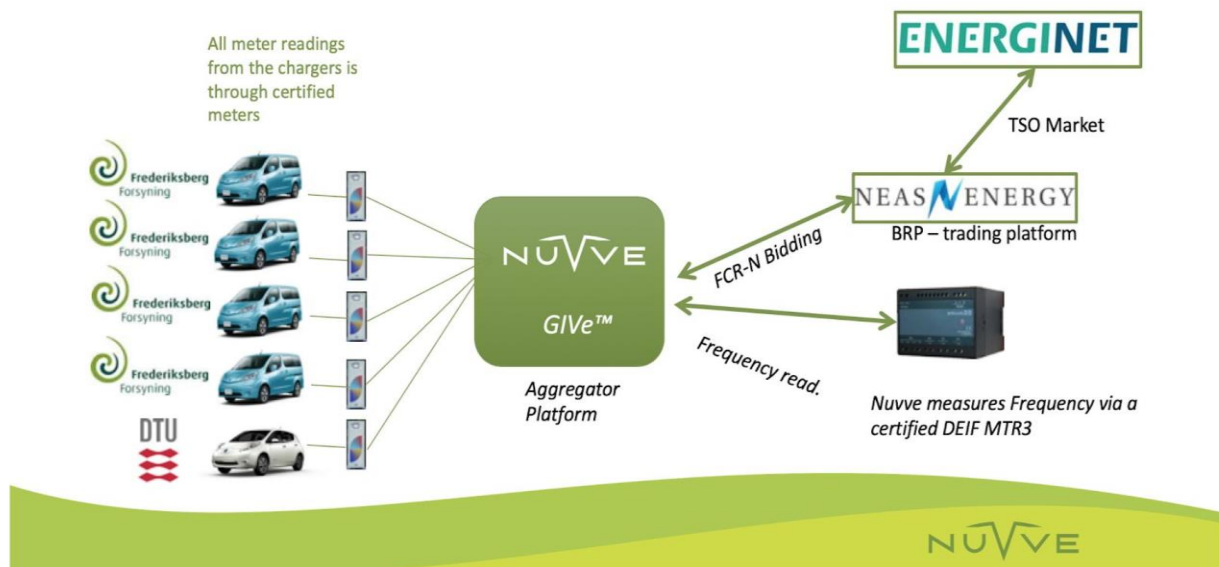 All meter readings
from the chargers is
through certified
meters
Frederiksberg
Forsyning
Frederiksberg
Forsyning
Frederiksberg
Forsyning
Frederiksberg
Forsyning
DTU
NUVVE
GIVe™
Aggregator
Platform
ENERGINET
TSO Market
NEAS ENERGY
BRP – trading platform
FCR-N Bidding
Frequency read.
Nuvve measures Frequency via a
certified DEIF MTR3
NUVVE